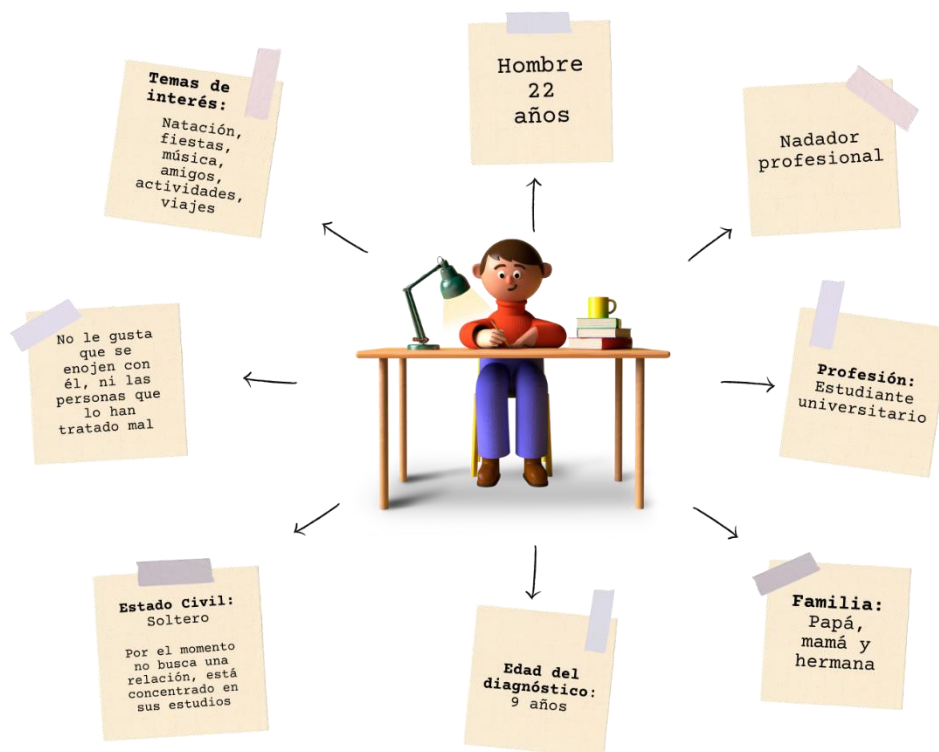 Temas de
interés:
Natación,
fiestas,
música,
amigos,
actividades,
viajes
Hombre
22
años
Nadador
profesional
No le gusta
que se
enojen con
él, ni las
personas que
lo han
tratado mal
Profesión:
Estudiante
universitario
Estado Civil:
Soltero
Por el momento
no busca una
relación, está
concentrado en
sus estudios
Edad del
diagnóstico:
9 años
Familia:
Papá,
mamá y
hermana